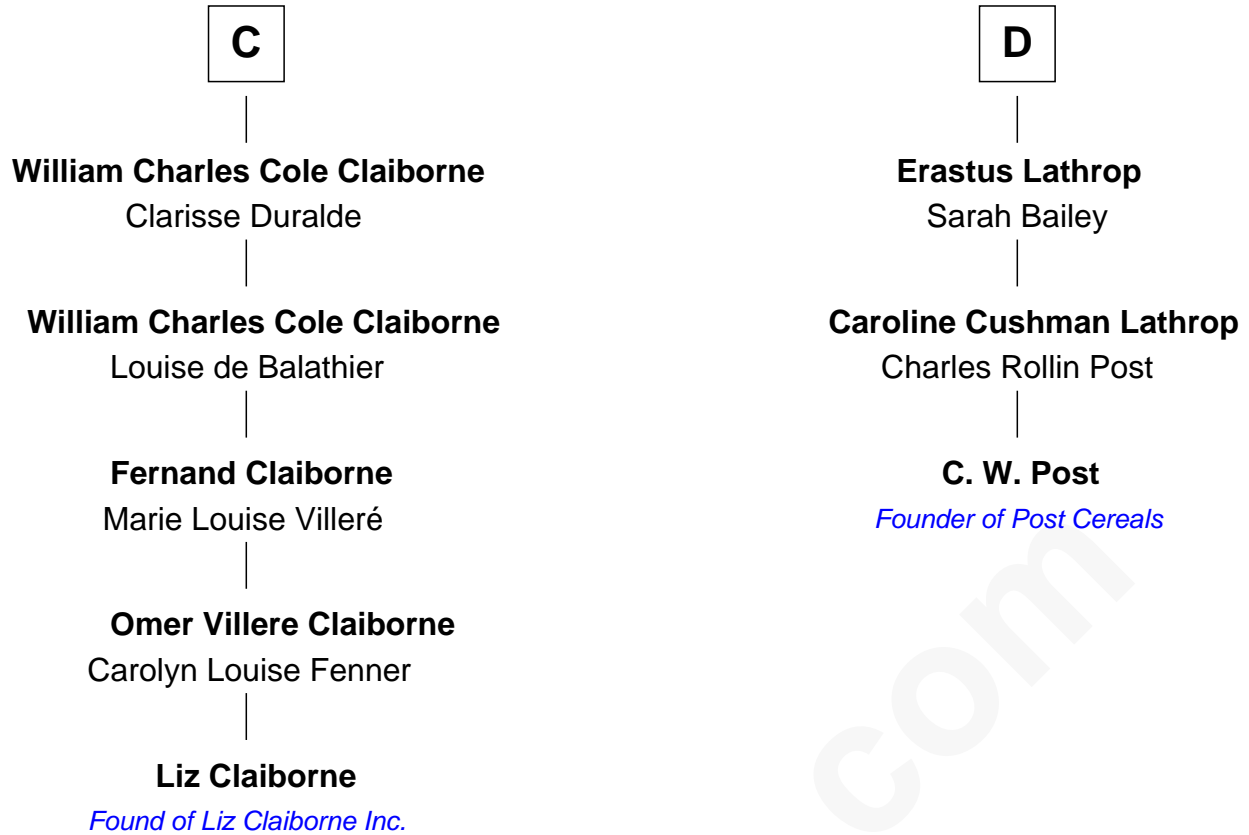 C
William Charles Cole Claiborne
Clarisse Duralde
William Charles Cole Claiborne
Louise de Balathier
Fernand Claiborne
Marie Louise Villeré
Omer Villere Claiborne
Carolyn Louise Fenner
Liz Claiborne
Found of Liz Claiborne Inc.
D
Erastus Lathrop
Sarah Bailey
Caroline Cushman Lathrop
Charles Rollin Post
C. W. Post
Founder of Post Cereals
com